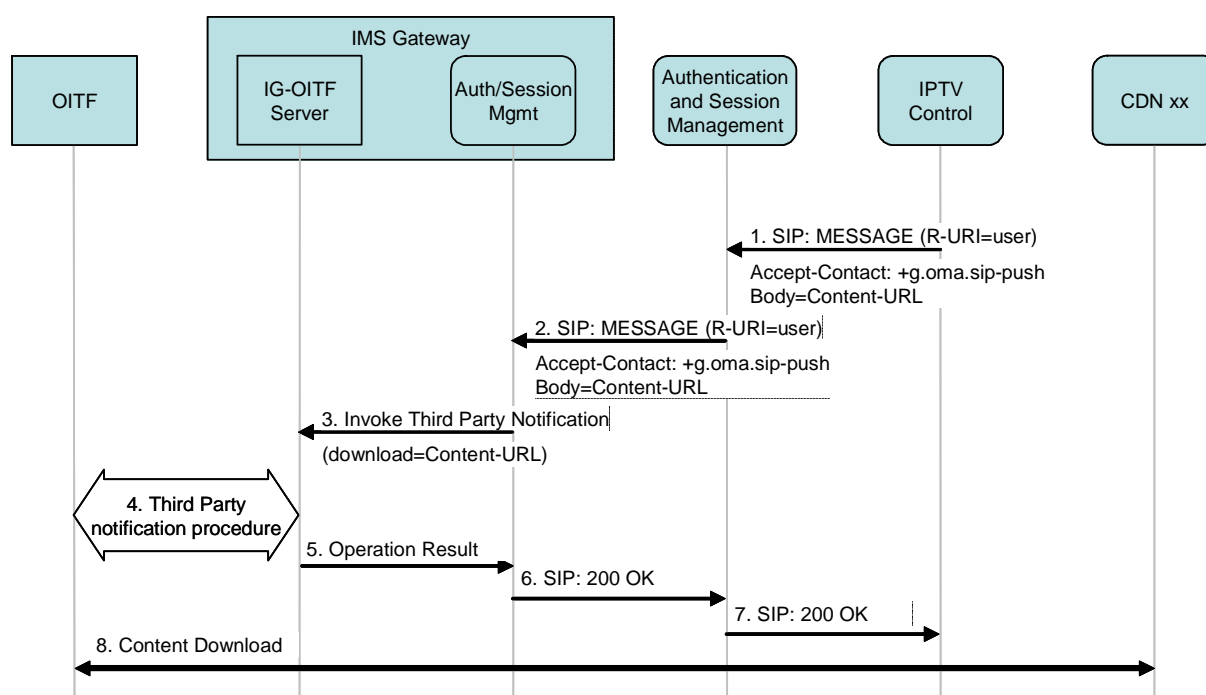 IMS Gateway
OITF
IG-OITF
Server
Auth/Session
Mgmt
Authentication
and Session
Management
IPTV
Control
CDN xx
1. SIP: MESSAGE (R-URI=user)
Accept-Contact: +g.oma.sip-push
Body=Content-URL
2. SIP: MESSAGE (R-URI=user)
Accept-Contact: +g.oma.sip-push
Body=Content-URL
3. Invoke Third Party Notification
(download=Content-URL)
4. Third Party
notification procedure
5. Operation Result
6. SIP: 200 OK
7. SIP: 200 OK
8. Content Download